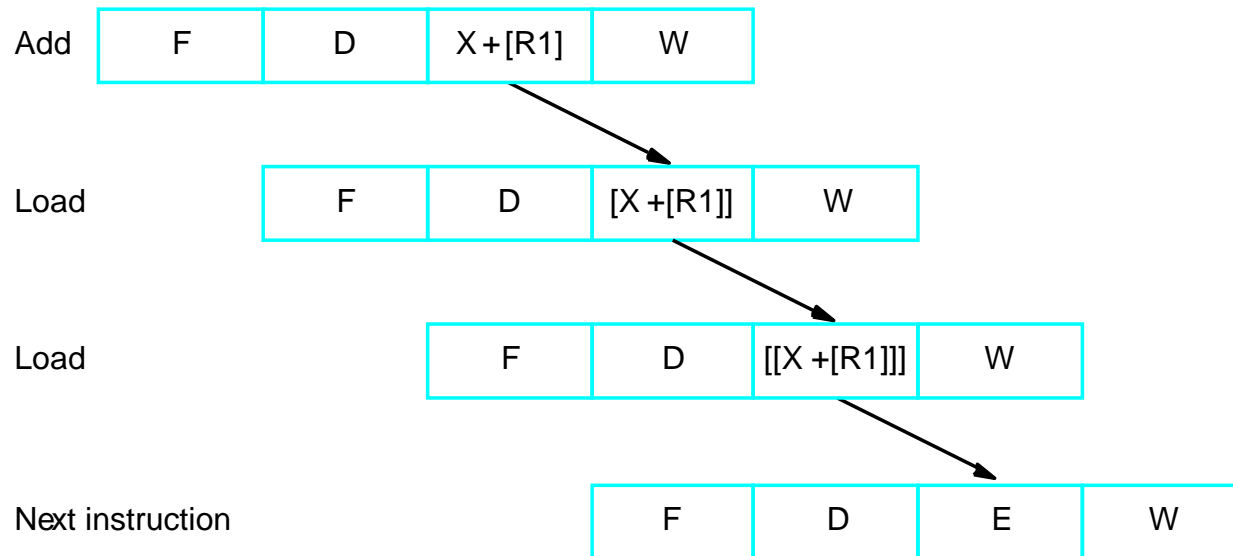 Add F D X + [R1] W
Load F D [X +[R1]] W
Load F D [[X +[R1]]] W
Next instruction F D E W